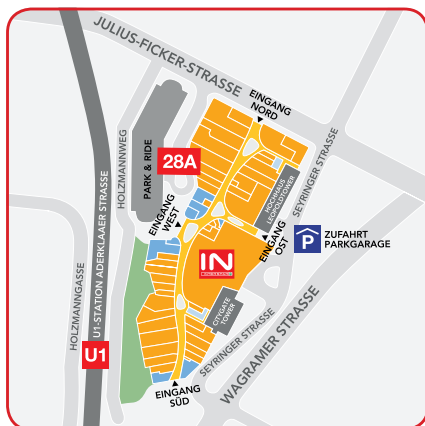 JULIUS-FICKER-STRASSE
EINGANG
NORD
SEYRINGER STRASSE
HOLZMANNWEG
PARK & RIDE
28A
EINGANG
WEST
HOCHHAUS
LEOPOLDTOWER
EINGANG
OST
P
ZUFAHRT
PARKGARAGE
IN
CITYGATE
TOWER
HOLZMANNGASSE
U1-STATION ADERKLAAER STRASSE
U1
SEYRINGER STRASSE
WAGRAMER STRASSE
EINGANG
SÜD